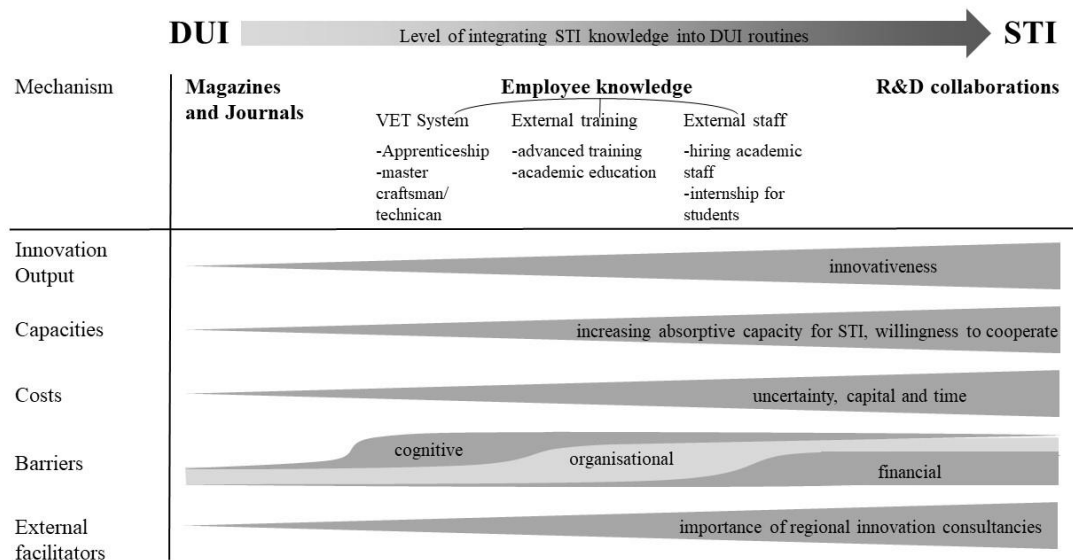 DUI
Level of integrating STI knowledge into DUI routines
STI
Mechanism
Magazines
and Journals
Employee knowledge
R&D collaborations
VET System
-Apprenticeship
-master
craftsman/
technican
External training
-advanced training
-academic education
External staff
-hiring academic
staff
-internship for
students
Innovation
Output
innovativeness
Capacities
increasing absorptive capacity for STI, willingness to cooperate
Costs
uncertainty, capital and time
Barriers
cognitive
organisational
financial
External
facilitators
importance of regional innovation consultancies